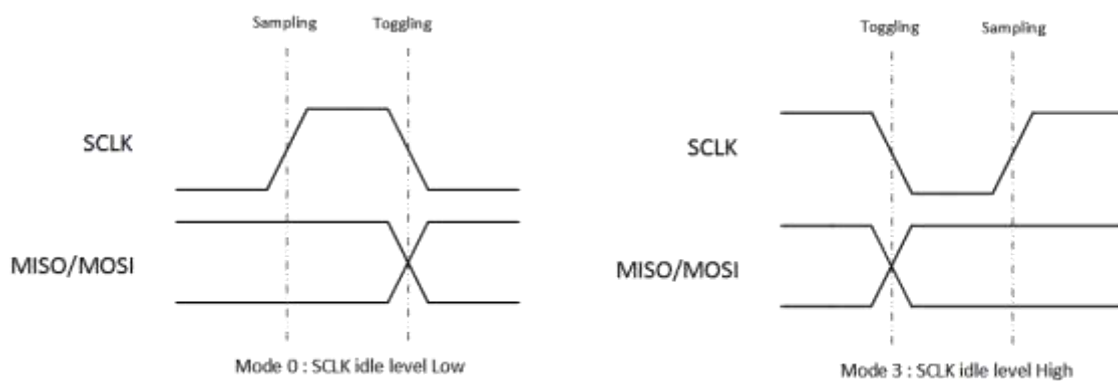 Sampling Toggling
SCLK
MISO/MOSI
Mode 0 : SCLK idle level Low
Toggling Sampling
SCLK
MISO/MOSI
Mode 3 : SCLK idle level High